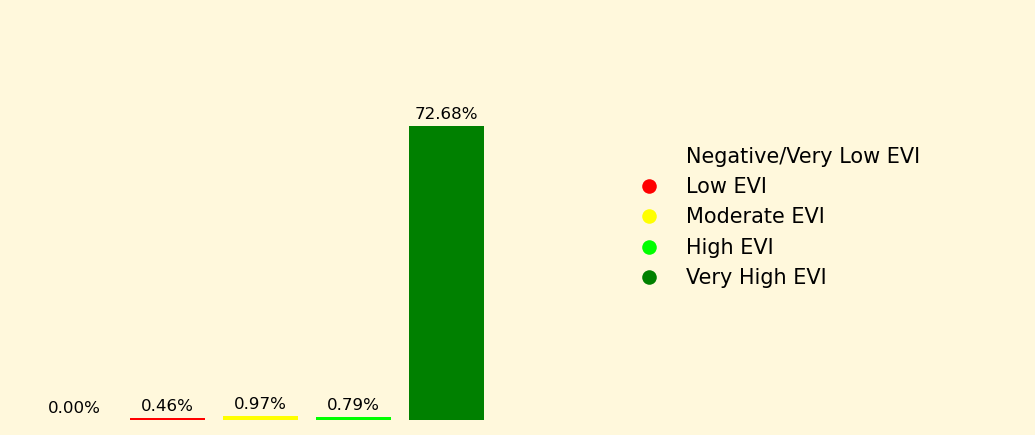 72.68%
0.00%
0.46%
0.97%
0.79%
Negative/Very Low EVI
Low EVI
Moderate EVI
High EVI
Very High EVI